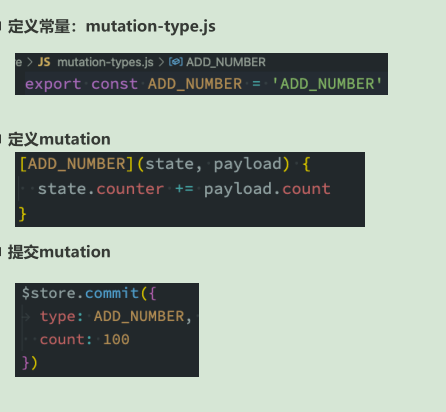 定义常量：mutation-type.js
e > JS mutation-types.js > ADD_NUMBER
export const ADD_NUMBER = 'ADD_NUMBER'
定义mutation
[ADD_NUMBER](state, payload) {
state.counter += payload.count
}
提交mutation
$store.commit({
type: ADD_NUMBER,
count: 100
})